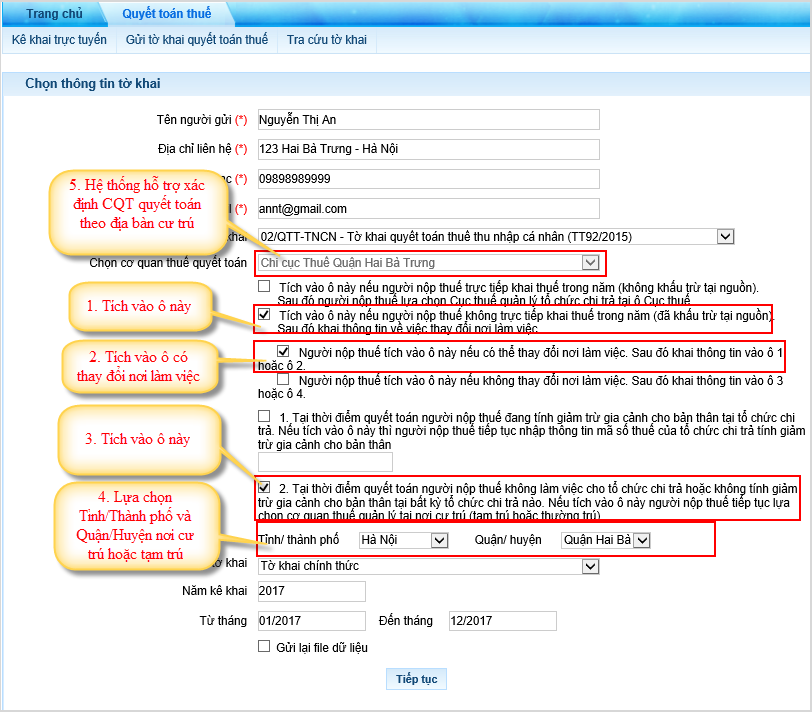 Trang chủ Quyết toán thuế
Kê khai trực tuyến Gửi tờ khai quyết toán thuế Tra cứu tờ khai
Chọn thông tin tờ khai
Tên người gửi (*) Nguyễn Thị An
Địa chỉ liên hệ (*) 123 Hai Bà Trưng - Hà Nội
ạc (*) 09898989999
(*) annt@gmail.com
khai 02/QTT-TNCN - Tờ khai quyết toán thuế thu nhập cá nhân (TT92/2015)
Chọn cơ quan thuế quyết toán Chi cục Thuế Quận Hai Bà Trưng
5. Hệ thống hỗ trợ xác
định CQT quyết toán
theo địa bàn cư trú
Tích vào ô này nếu người nộp thuế trực tiếp khai thuế trong năm (không khấu trừ tại nguồn).
Sau đó người nộp thuế lựa chọn Cục thuế quản lý tổ chức chi trả tại ô Cục thuế
1. Tích vào ô này
Tích vào ô này nếu người nộp thuế không trực tiếp khai thuế trong năm (đã khấu trừ tại nguồn).
Sau đó khai thông tin về việc thay đổi nơi làm việc.
2. Tích vào ô có
thay đổi nơi làm việc
Người nộp thuế tích vào ô này nếu có thể thay đổi nơi làm việc. Sau đó khai thông tin vào ô 1
hoặc ô 2.
Người nộp thuế tích vào ô này nếu không thay đổi nơi làm việc. Sau đó khai thông tin vào ô 3
hoặc ô 4.
1. Tại thời điểm quyết toán người nộp thuế đang tính giảm trừ gia cảnh cho bản thân tại tổ chức chi
trả. Nếu tích vào ô này thì người nộp thuế tiếp tục nhập thông tin mã số thuế của tổ chức chi trả tính giảm
trừ gia cảnh cho bản thân
3. Tích vào ô này
2. Tại thời điểm quyết toán người nộp thuế không làm việc cho tổ chức chi trả hoặc không tính giảm
trừ gia cảnh cho bản thân tại bất kỳ tổ chức chi trả nào. Nếu tích vào ô này người nộp thuế tiếp tục lựa
chọn cơ quan thuế quản lý tại nơi cư trú (tạm trú hoặc thường trú)
4. Lựa chọn
Tỉnh/Thành phố và
Quận/Huyện nơi cư
trú hoặc tạm trú
Tỉnh/ thành phố Hà Nội Quận/ huyện Quận Hai Bà
tờ khai Tờ khai chính thức
Năm kê khai 2017
Từ tháng 01/2017 Đến tháng 12/2017
Gửi lại file dữ liệu
Tiếp tục